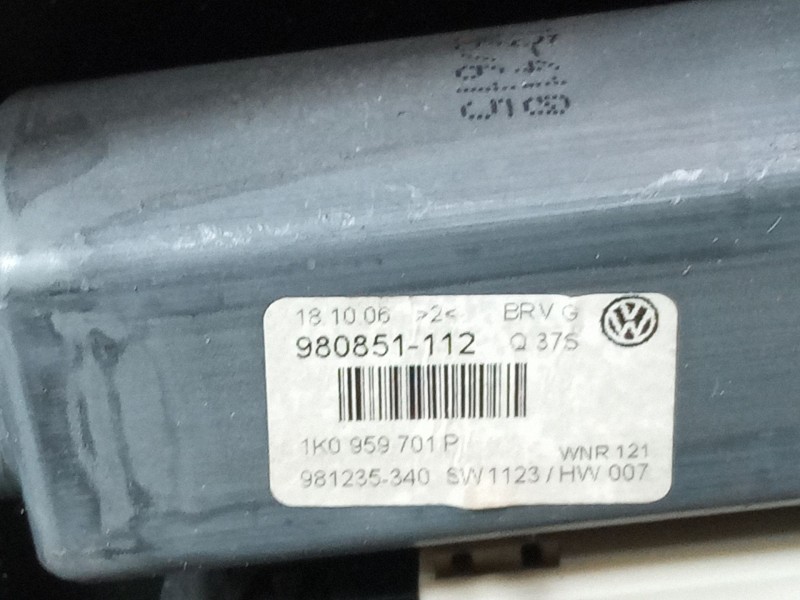 18.10.06 >2< BRV G
980851-112 Q 37S
1K0 959 701 P
WNR 121
981235-340 SW1123/HW 007